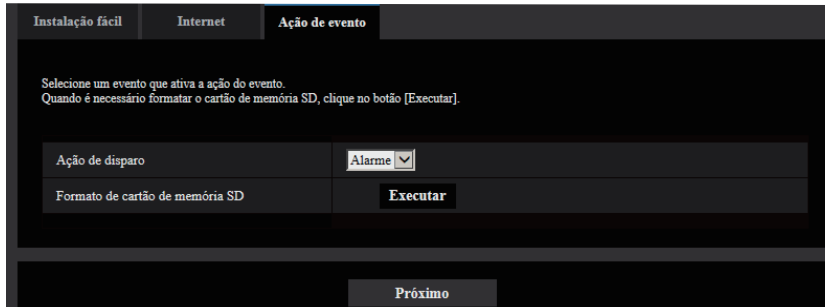 Instalação fácil Internet Ação de evento
Selecione um evento que ativa a ação do evento.
Quando é necessário formatar o cartão de memória SD, clique no botão [Executar].
Ação de disparo Alarme
Formato de cartão de memória SD Executar
Próximo